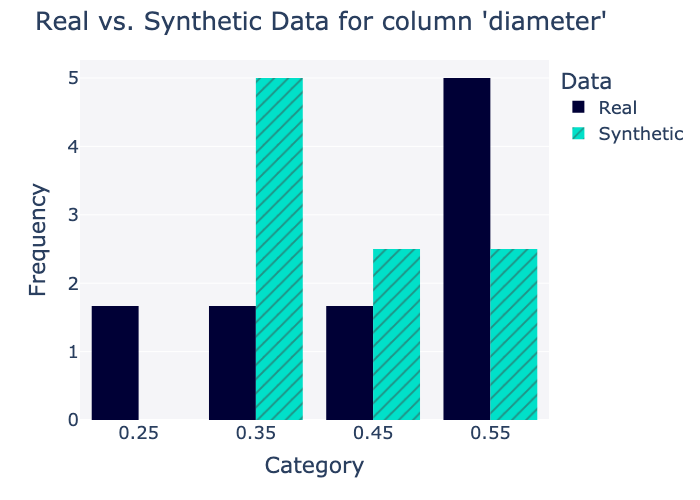 Real vs. Synthetic Data for column 'diameter'
Data
Real
Synthetic
Frequency
5
4
3
2
1
0
0.25 0.35 0.45 0.55
Category